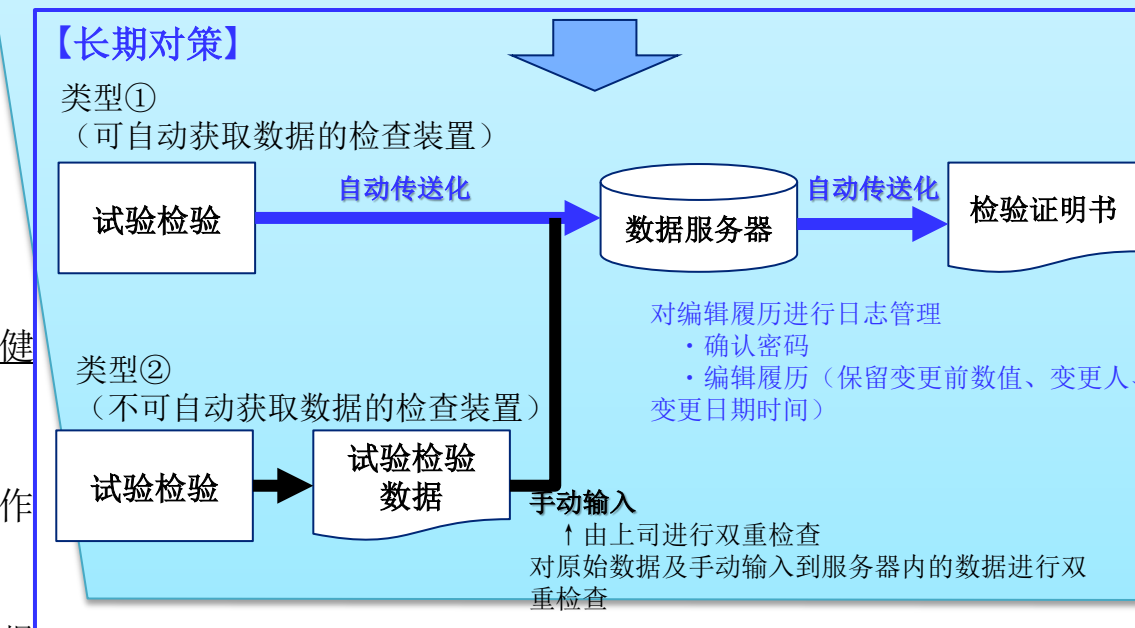 【长期对策】
类型①
（可自动获取数据的检查装置）
试验检验
自动传送化
数据服务器
自动传送化
检验证明书
对编辑履历进行日志管理
・确认密码
・编辑履历（保留变更前数值、变更人、
变更日期时间）
健
类型②
（不可自动获取数据的检查装置）
试验检验
试验检验
数据
作
手动输入
↑由上司进行双重检查
对原始数据及手动输入到服务器内的数据进行双
重检查